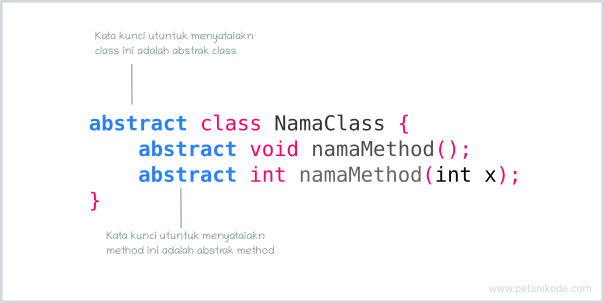 Kata kunci utuntuk menyataiakn
class ini adalah abstrak class
abstract class NamaClass {
abstract void namaMethod();
abstract int namaMethod(int x);
}
Kata kunci utuntuk menyataiakn
method ini adalah abstrak method
www.petanikode.com